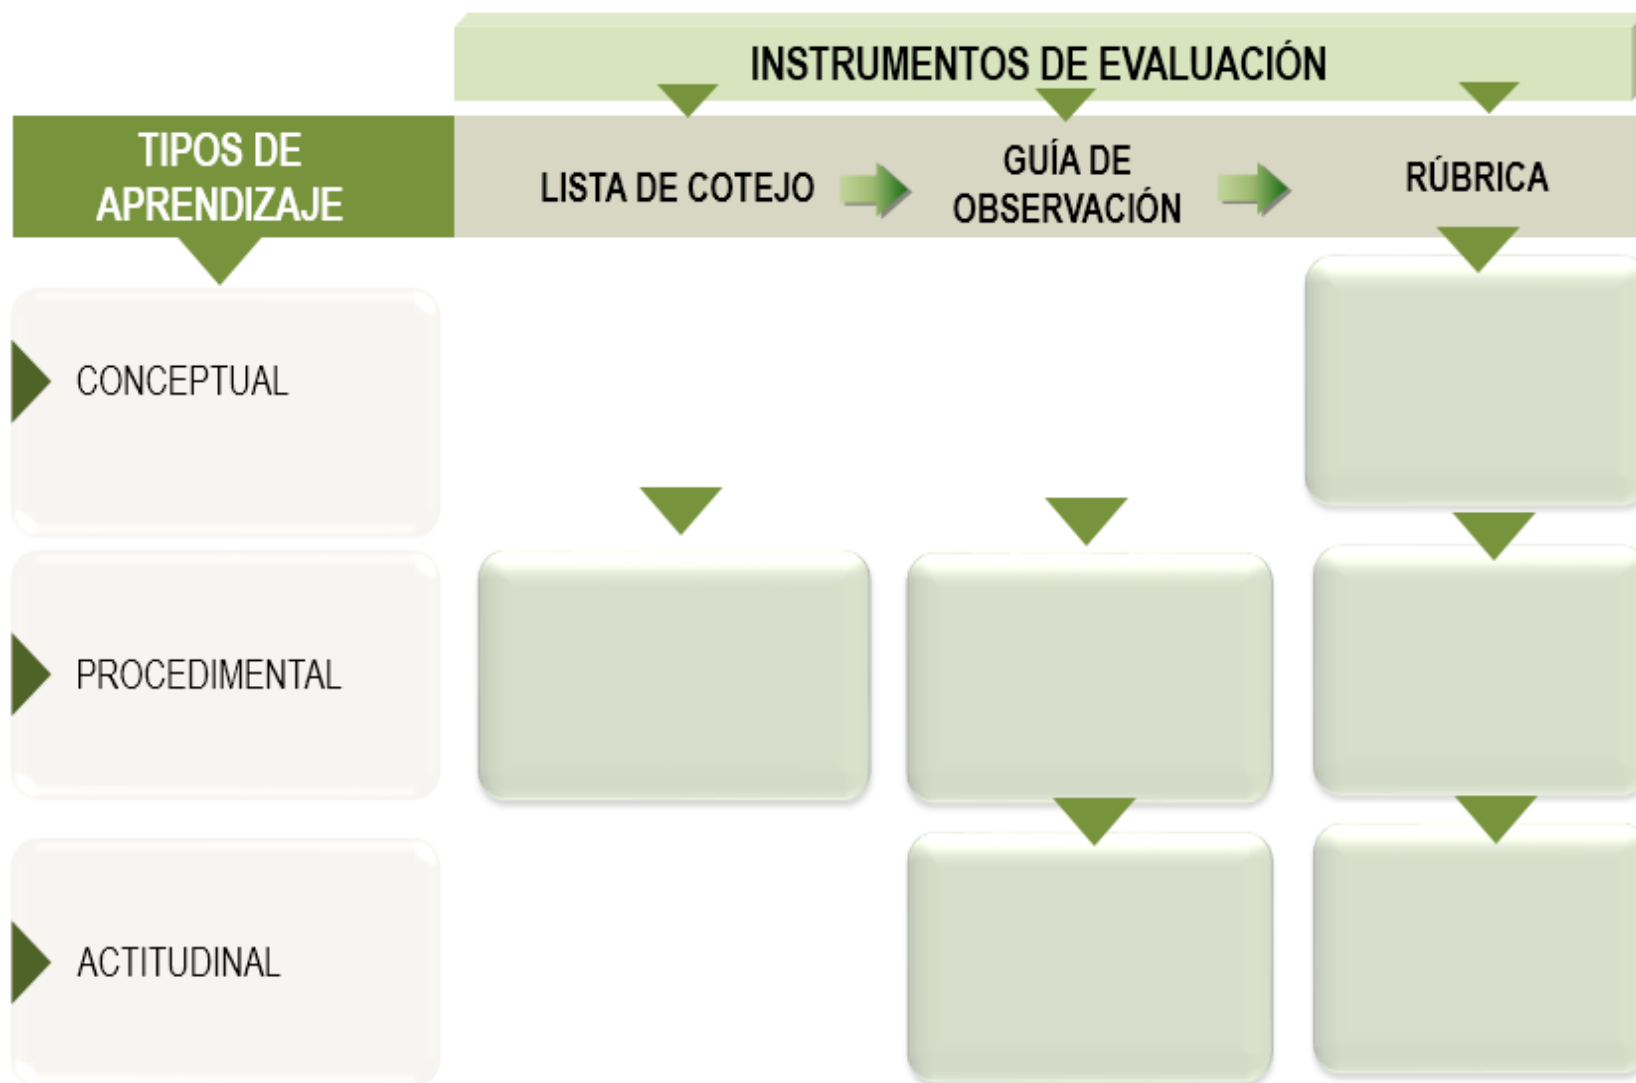 INSTRUMENTOS DE EVALUACIÓN
TIPOS DE
APRENDIZAJE
LISTA DE COTEJO
GUÍA DE
OBSERVACIÓN
RÚBRICA
CONCEPTUAL
PROCEDIMENTAL
ACTITUDINAL